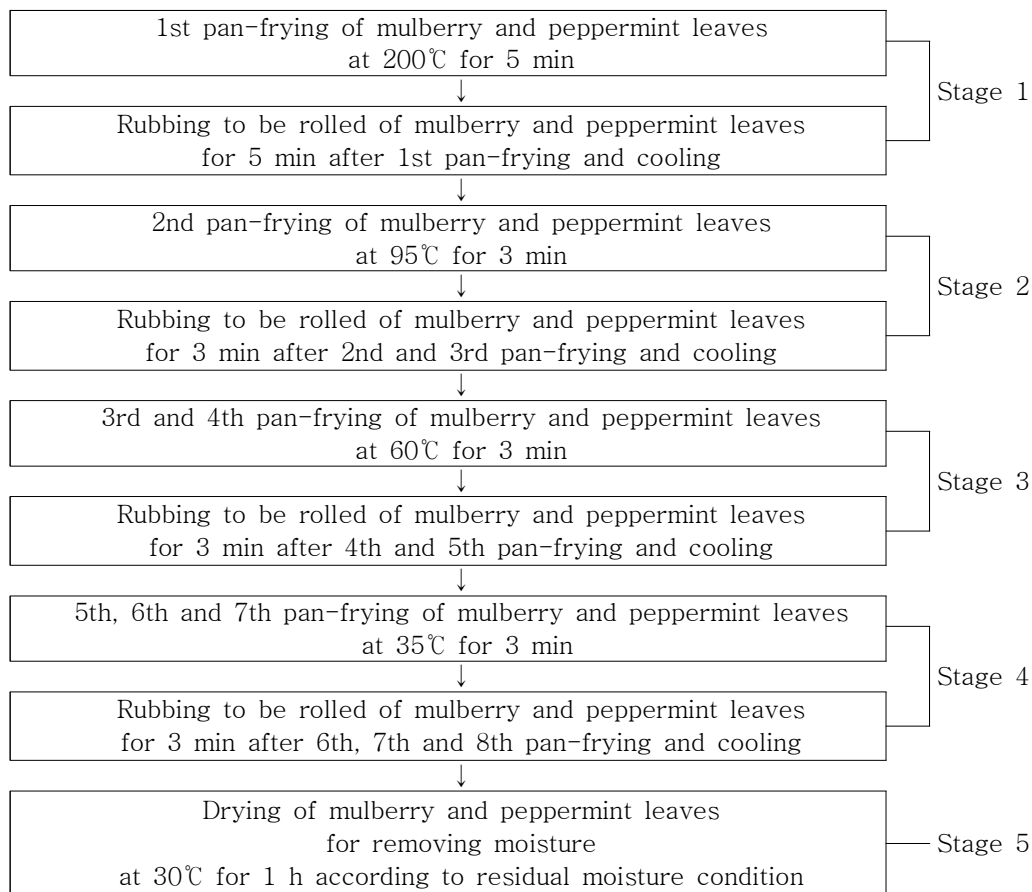 1st pan-frying of mulberry and peppermint leaves
at 200℃ for 5 min
Stage 1
Rubbing to be rolled of mulberry and peppermint leaves
for 5 min after 1st pan-frying and cooling
2nd pan-frying of mulberry and peppermint leaves
at 95℃ for 3 min
Stage 2
Rubbing to be rolled of mulberry and peppermint leaves
for 3 min after 2nd and 3rd pan-frying and cooling
3rd and 4th pan-frying of mulberry and peppermint leaves
at 60℃ for 3 min
Stage 3
Rubbing to be rolled of mulberry and peppermint leaves
for 3 min after 4th and 5th pan-frying and cooling
5th, 6th and 7th pan-frying of mulberry and peppermint leaves
at 35℃ for 3 min
Stage 4
Rubbing to be rolled of mulberry and peppermint leaves
for 3 min after 6th, 7th and 8th pan-frying and cooling
Drying of mulberry and peppermint leaves
for removing moisture
Stage 5
at 30℃ for 1 h according to residual moisture condition